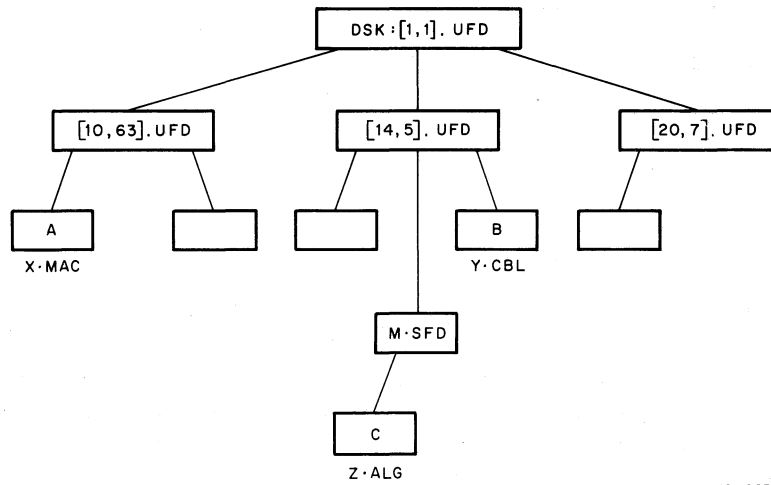 DSK:[1,1]. UFD
[10,63]. UFD
[14,5]. UFD
[20,7]. UFD
A
B
X·MAC
Y·CBL
M·SFD
C
Z·ALG